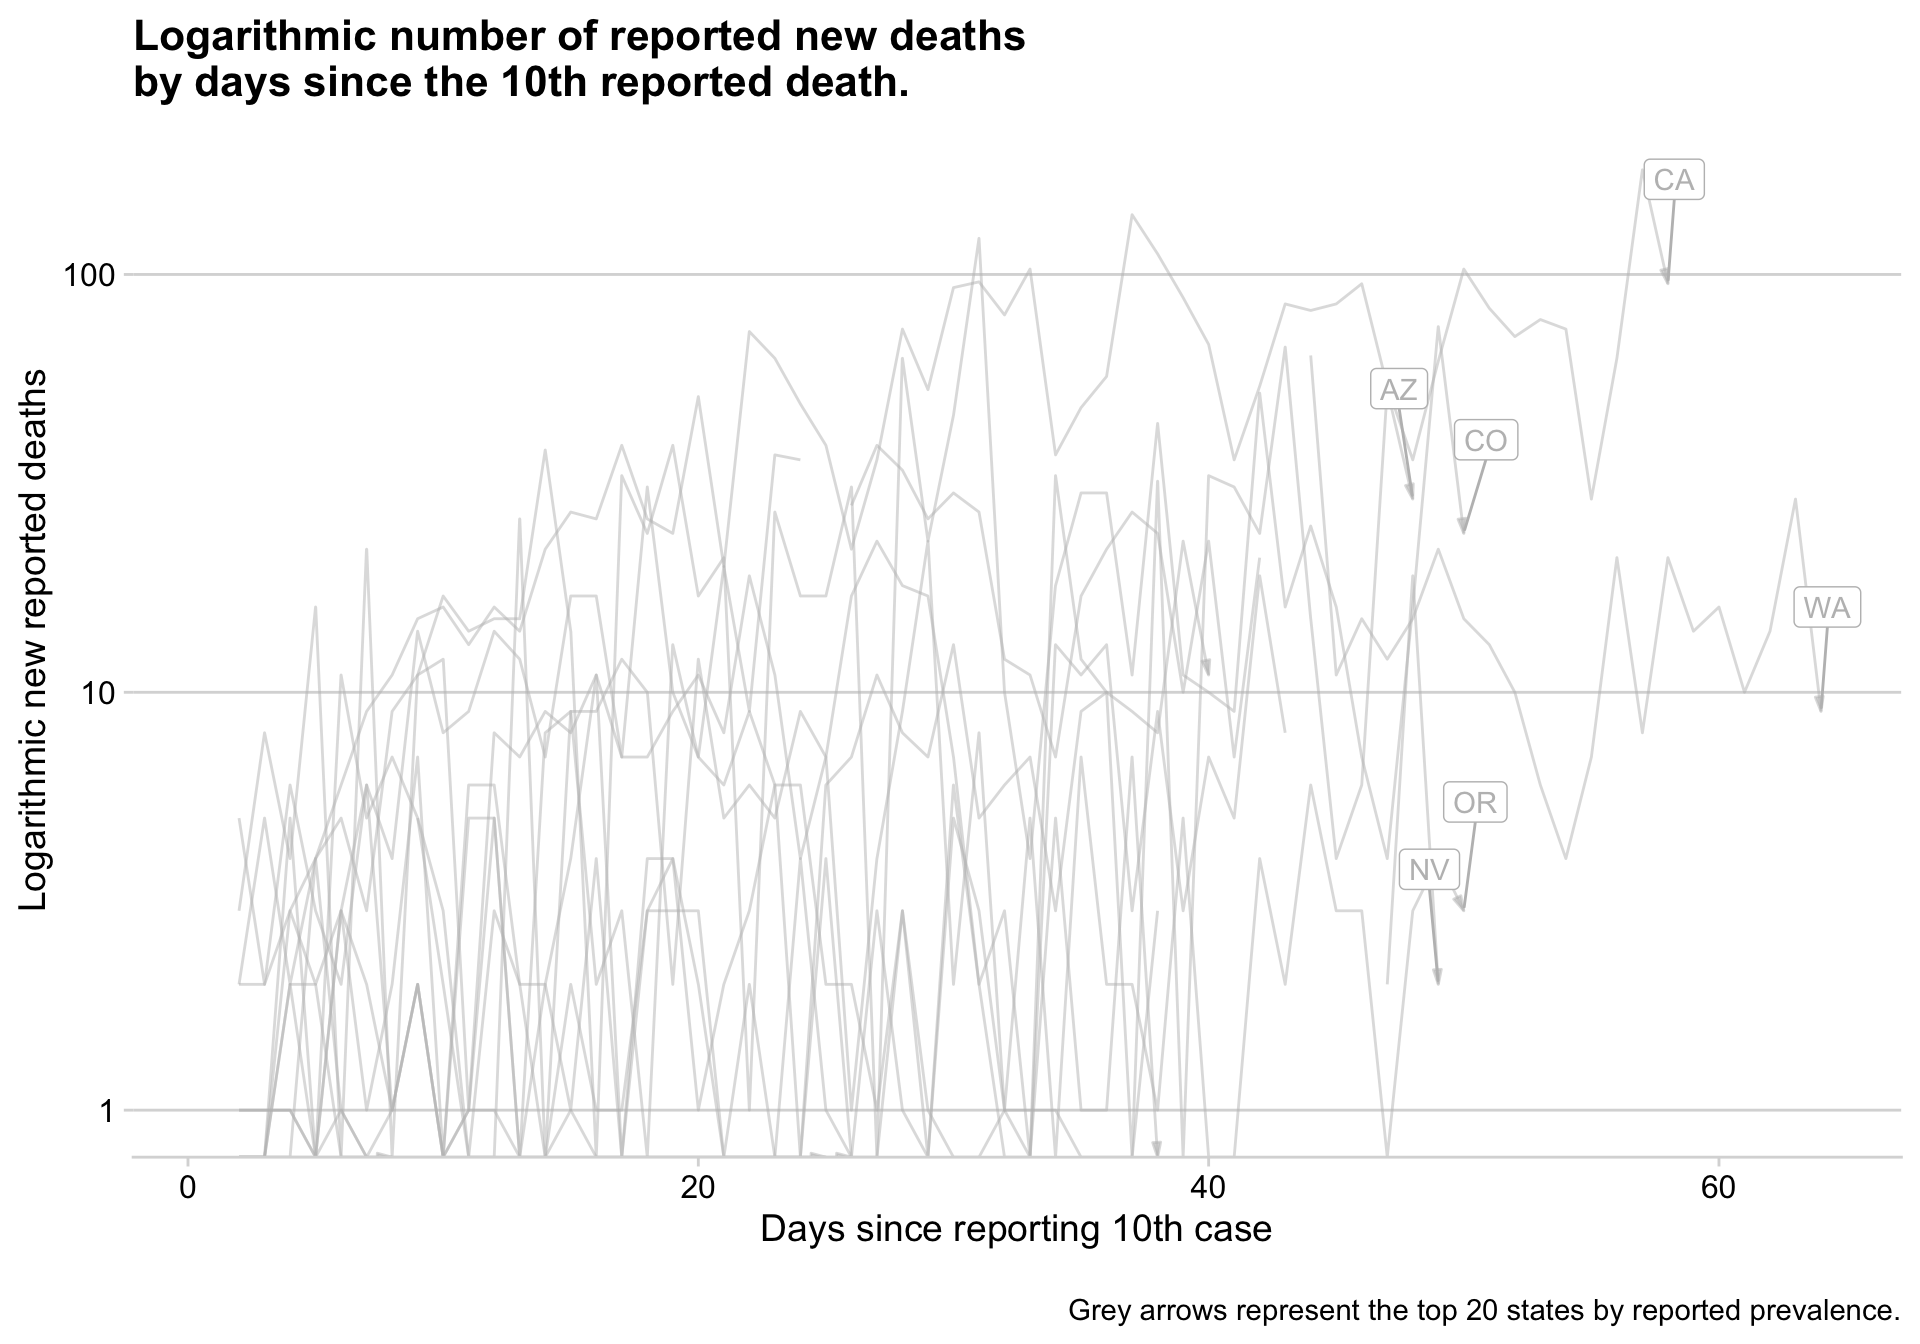 Logarithmic number of reported new deaths
by days since the 10th reported death.
Logarithmic new reported deaths
100
10
1
CA
AZ
CO
WA
OR
NV
0
20
40
60
Days since reporting 10th case
Grey arrows represent the top 20 states by reported prevalence.